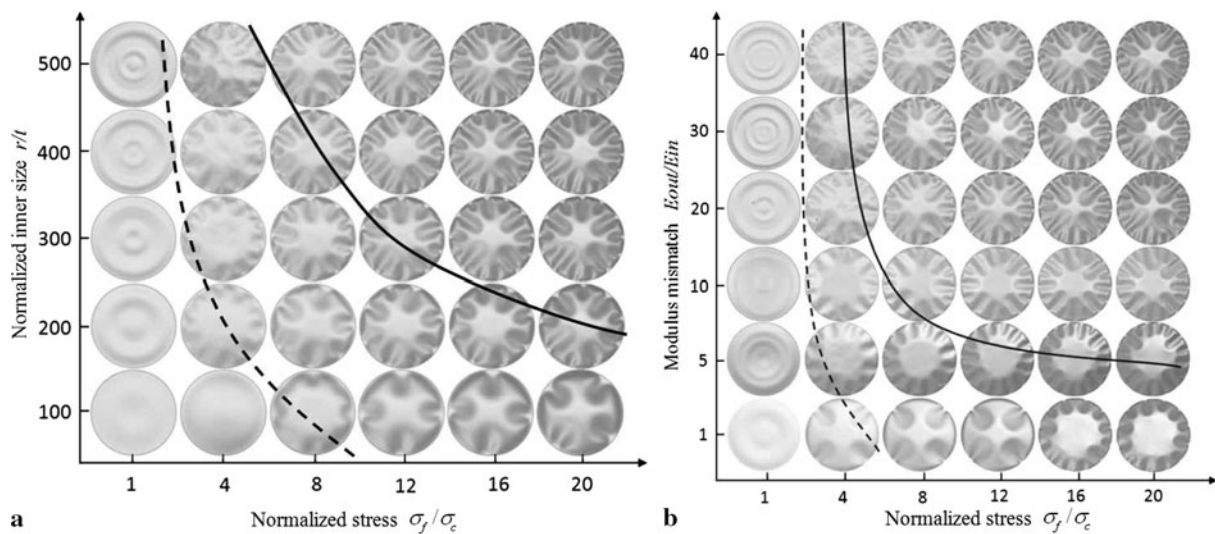 500
400
300
200
100
Normalized inner size r/t
1 4 8 12 16 20
Normalized stress σf/σc
a
40
30
20
10
5
1
Modulus mismatch Eout/Ein
1 4 8 12 16 20
Normalized stress σf/σc
b